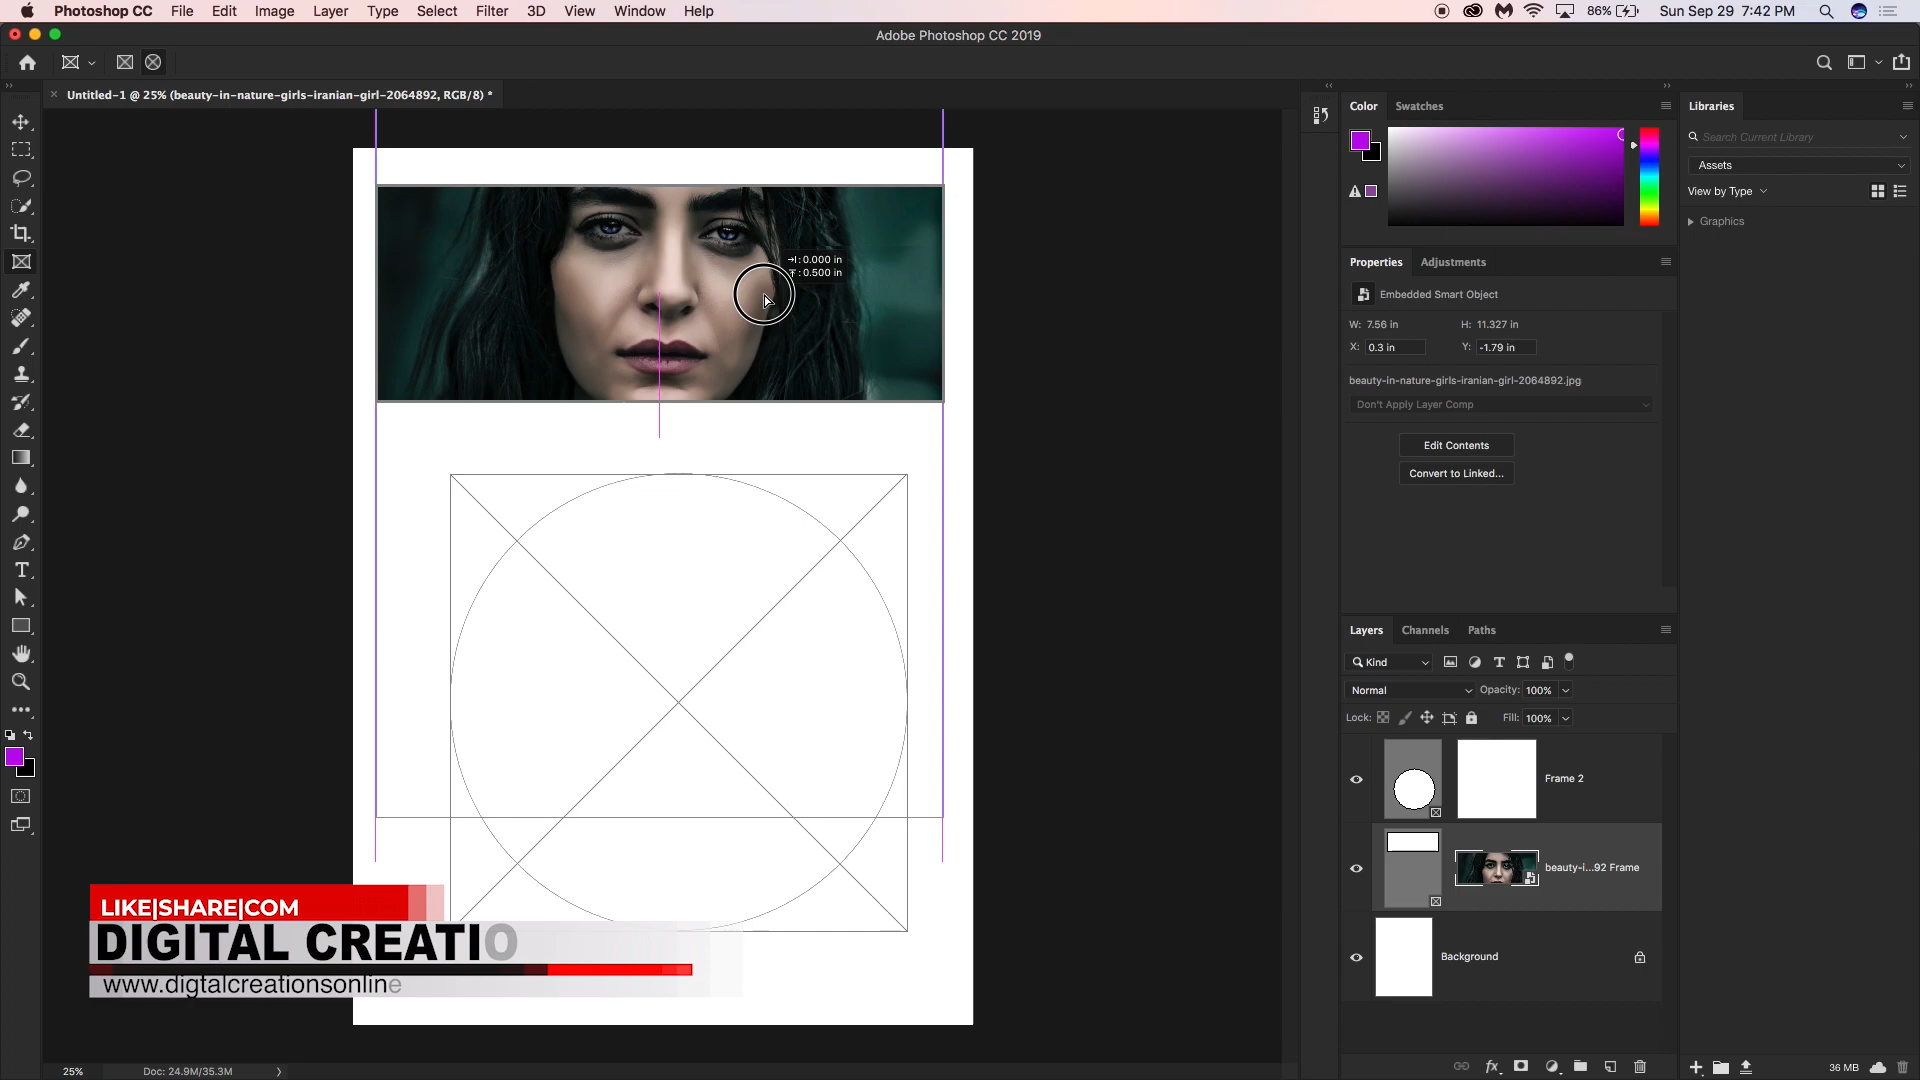 Photoshop CC File Edit Image Layer Type Select Filter 3D View Window Help 86% Sun Sep 29 7:42 PM
Adobe Photoshop CC 2019
Untitled-1 @ 25% (beauty-in-nature-girls-iranian-girl-2064892, RGB/8) *
: 0.000 in
: 0.500 in
LIKE|SHARE|COM
DIGITAL CREATIO
www.digtalcreationsonline
25% Doc: 24.9M/35.3M
Color Swatches
Properties Adjustments
Embedded Smart Object
W: 7.56 in H: 11.327 in
X: 0.3 in Y: -1.79 in
beauty-in-nature-girls-iranian-girl-2064892.jpg
Don't Apply Layer Comp
Edit Contents
Convert to Linked...
Layers Channels Paths
Kind
Normal Opacity: 100%
Lock: Fill: 100%
Frame 2
beauty-i...92 Frame
Background
fx
Libraries
Search Current Library
Assets
View by Type
Graphics
36 MB